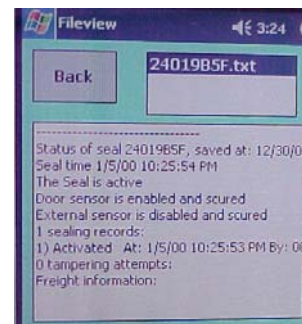 Fileview 3:24
Back
24019B5F.txt
------------------------------
Status of seal 2401965F, saved at: 12/30/0
Seal time 1/5/00 10:25:54 PM
The Seal is active
Door sensor is enabled and scured
External sensor is disabled and scured
1 sealing records:
1) Activated At: 1/5/00 10:25:53 PM By: 00
0 tampering attempts:
Freight information: